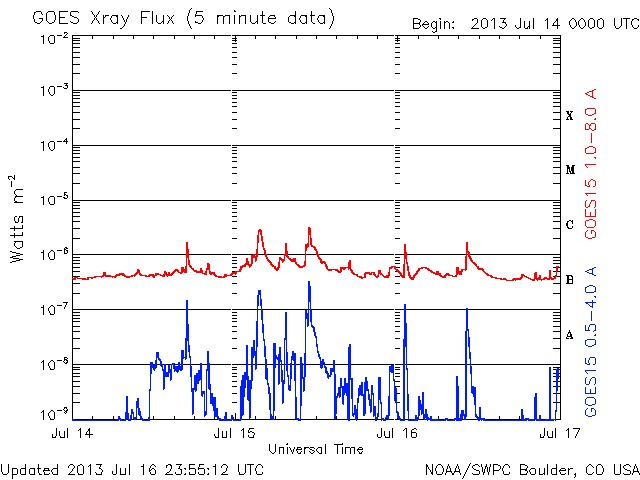 GOES Xray Flux (5 minute data)
Begin: 2013 Jul 14 0000 UTC
10⁻²
10⁻³
10⁻⁴
10⁻⁵
10⁻⁶
10⁻⁷
10⁻⁸
10⁻⁹
Watts m⁻²
X
M
C
B
A
GOES15 1.0-8.0 A
GOES15 0.5-4.0 A
Jul 14
Jul 15
Jul 16
Jul 17
Universal Time
Updated 2013 Jul 16 23:55:12 UTC
NOAA/SWPC Boulder, CO USA